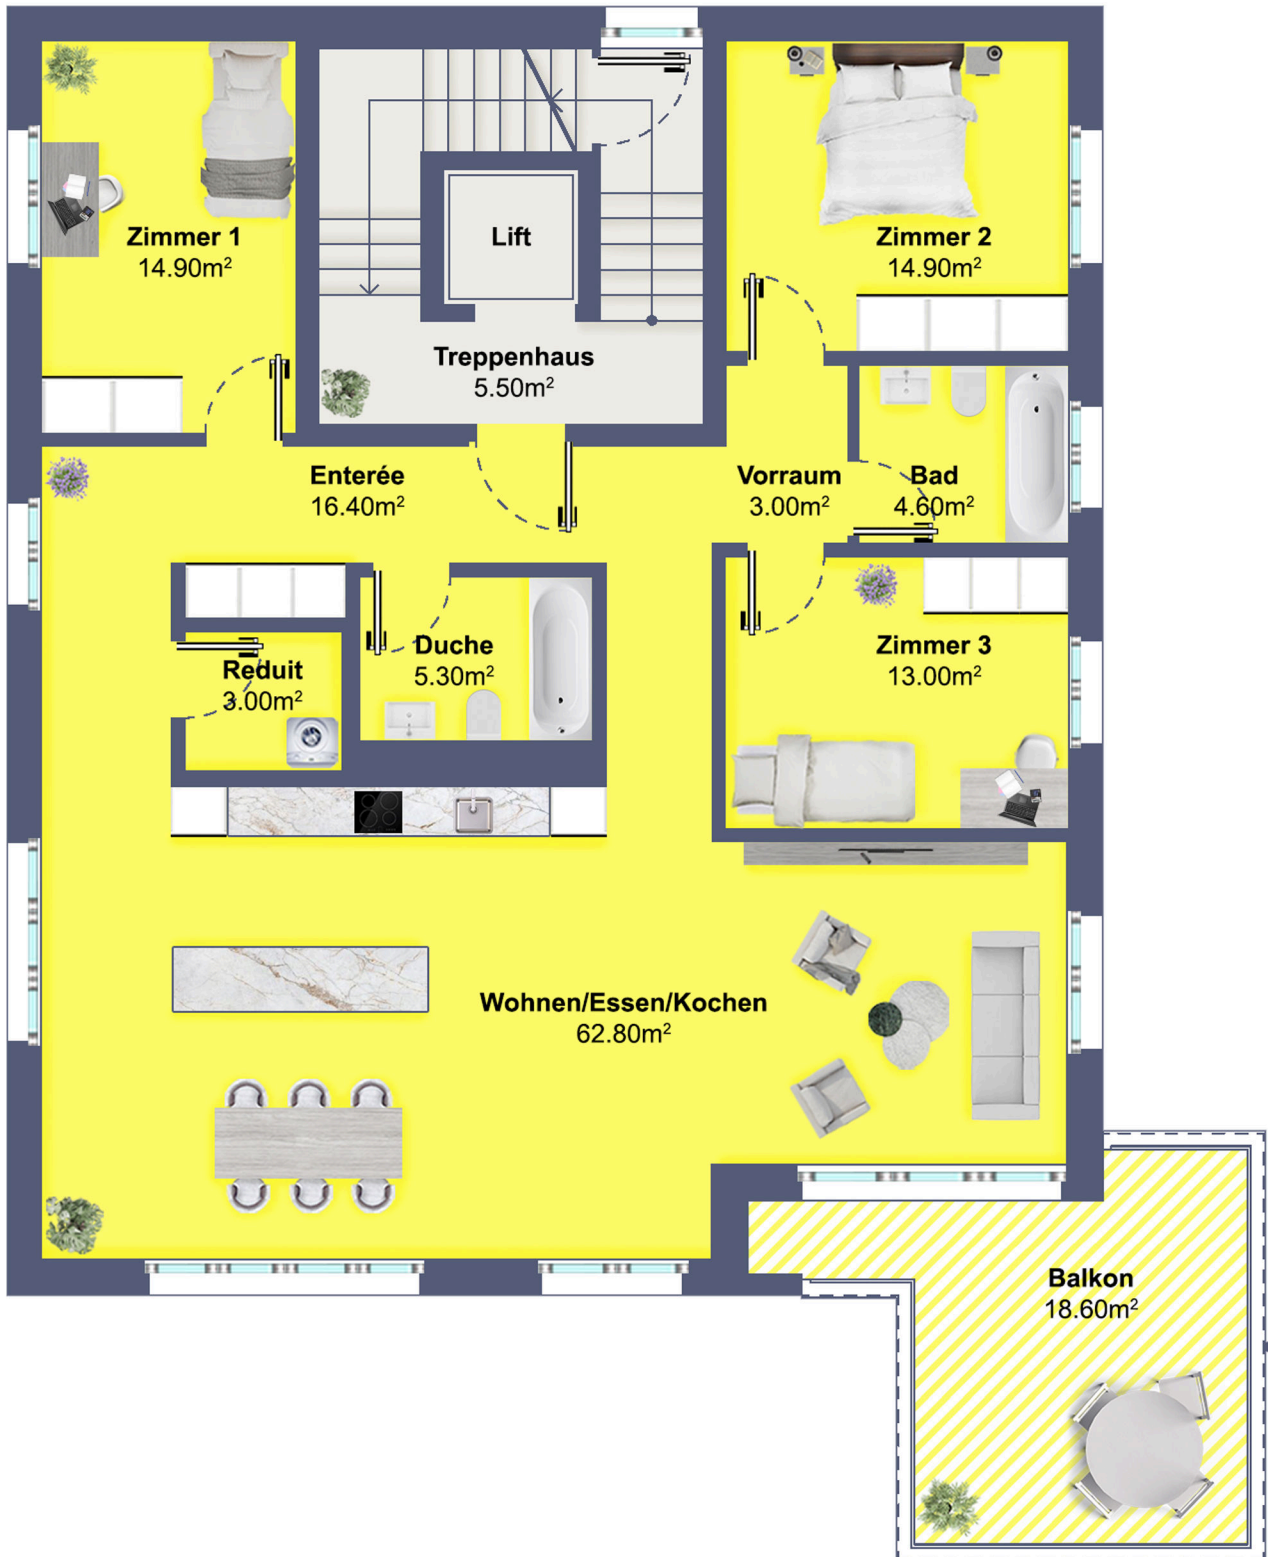 Zimmer 1
14.90m²
Lift
Zimmer 2
14.90m²
Treppenhaus
5.50m²
Enterée
16.40m²
Vorraum
3.00m²
Bad
4.60m²
Reduit
3.00m²
Duche
5.30m²
Zimmer 3
13.00m²
Wohnen/Essen/Kochen
62.80m²
Balkon
18.60m²